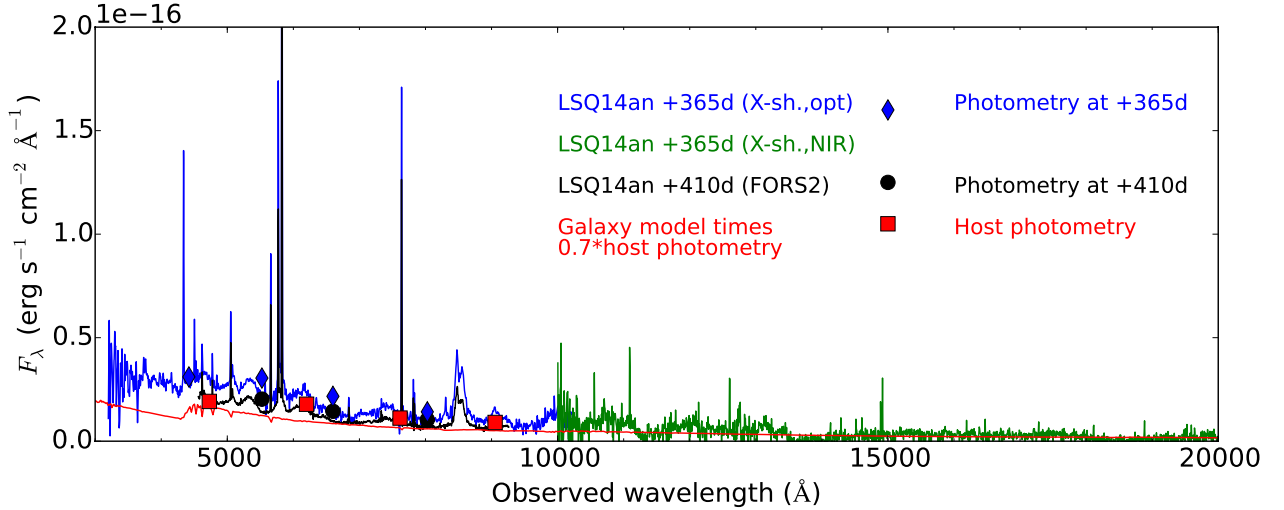 1e−16
2.0
1.5
1.0
0.5
0.0
F_λ (erg s⁻¹ cm⁻² Å⁻¹)
LSQ14an +365d (X-sh.,opt)
Photometry at +365d
LSQ14an +365d (X-sh.,NIR)
LSQ14an +410d (FORS2)
Photometry at +410d
Galaxy model times
0.7*host photometry
Host photometry
5000 10000 15000 20000
Observed wavelength (Å)